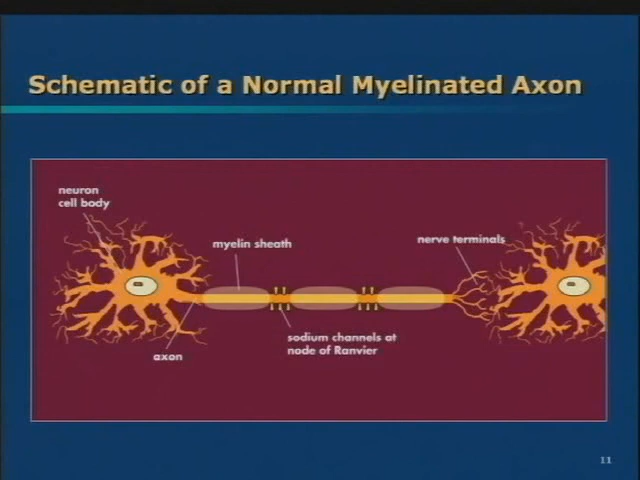 Schematic of a Normal Myelinated Axon
neuron
cell body
myelin sheath
nerve terminals
sodium channels at
node of Ranvier
axon
11